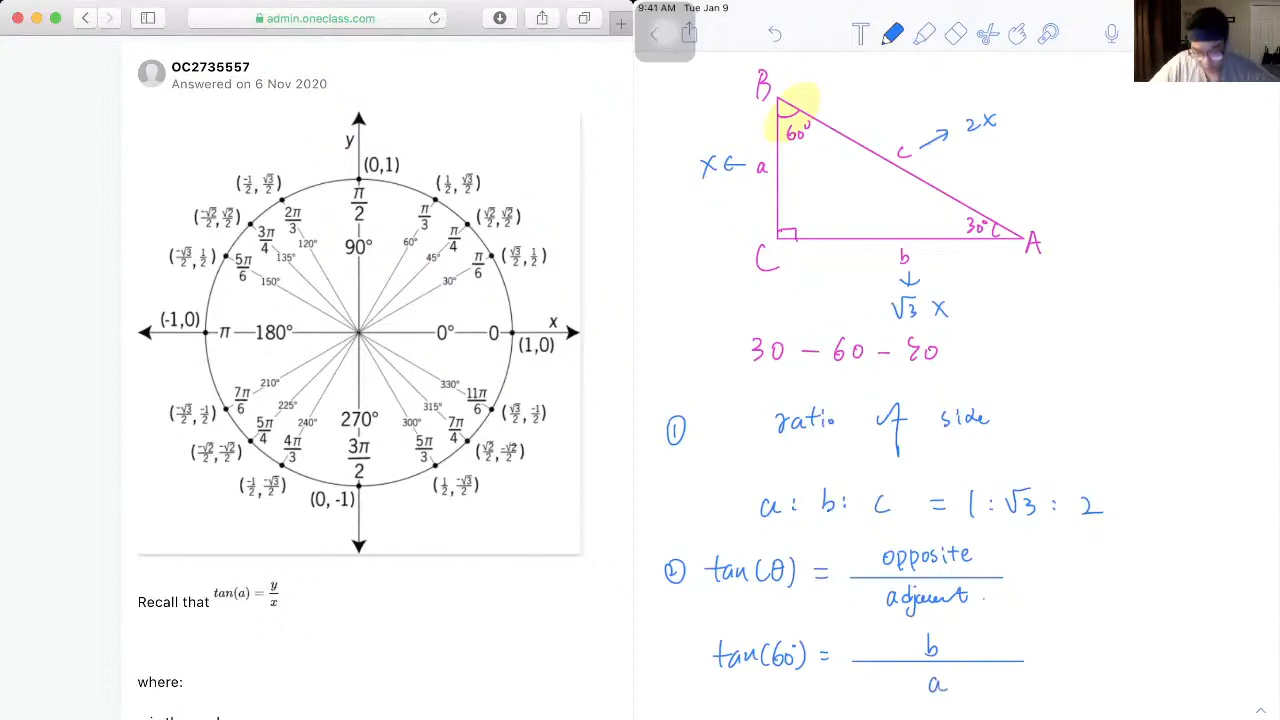 admin.oneclass.com
OC2735557
Answered on 6 Nov 2020
y
(0,1)
(-1/2, √3/2)
(1/2, √3/2)
π/2
(-√2/2, √2/2)
2π/3
π/3
(√2/2, √2/2)
3π/4
120°
90°
60°
π/4
(-√3/2, 1/2)
5π/6
135°
45°
π/6
(√3/2, 1/2)
150°
30°
(-1,0)
π
180°
0°
0
x
(1,0)
210°
330°
(-√3/2, -1/2)
7π/6
225°
315°
11π/6
(√3/2, -1/2)
5π/4
240°
270°
300°
7π/4
(-√2/2, -√2/2)
4π/3
3π/2
5π/3
(√2/2, -√2/2)
(-1/2, -√3/2)
(0, -1)
(1/2, -√3/2)
Recall that tan(a) = y/x
where:
9:41 AM Tue Jan 9
T
B
60°
2x
x ← a
c
30°
C
A
b
√3 x
30 - 60 - 90
① ratio of side
a : b : c = 1 : √3 : 2
② tan(θ) = opposite / adjacent
tan(60°) = b / a